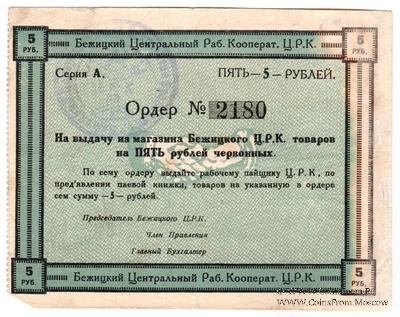 5 РУБ. Бежицкий Центральный Раб. Кооперат. Ц.Р.К. 5 РУБ.
Серия А. ПЯТЬ—5—РУБЛЕЙ.
Ордер № 2180
На выдачу из магазина Бежицкого Ц.Р.К. товаров
на ПЯТЬ рублей червонных.
По сему ордеру выдайте рабочему пайщику Ц.Р.К., по
пред'явлении паевой книжки, товаров на указанную в ордере
сем сумму —5— рублей.
Председатель Бежицкого Ц.Р.К.
Член Правления
Главный Бухгалтер
5 РУБ. Бежицкий Центральный Раб. Кооперат. Ц.Р.К. 5 РУБ.
www.CoinsProm.Moscow